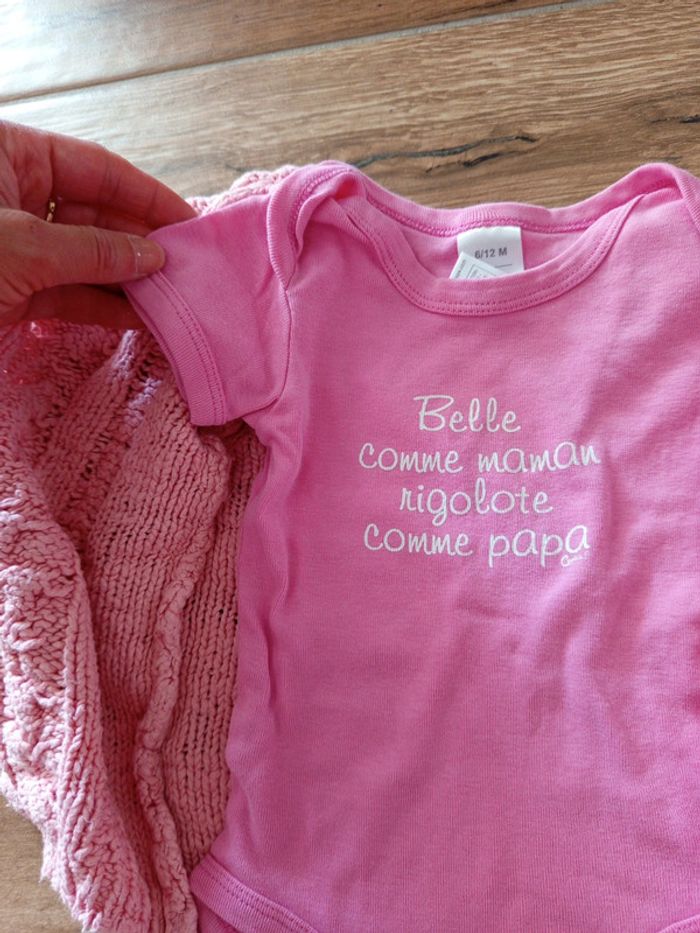 6/12 M
Belle
comme maman
rigolote
comme papa